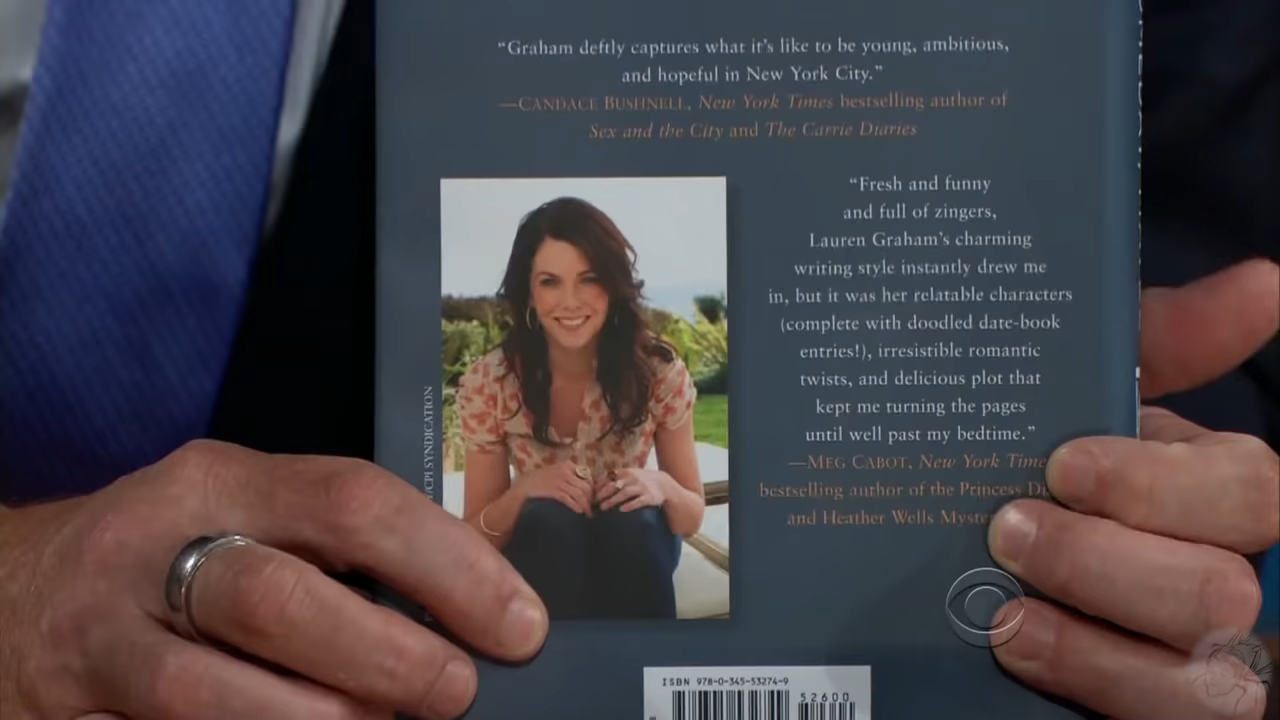 “Graham deftly captures what it’s like to be young, ambitious,
and hopeful in New York City.”
—CANDACE BUSHNELL, New York Times bestselling author of
Sex and the City and The Carrie Diaries
“Fresh and funny
and full of zingers,
Lauren Graham’s charming
writing style instantly drew me
in, but it was her relatable characters
(complete with doodled date-book
entries!), irresistible romantic
twists, and delicious plot that
kept me turning the pages
until well past my bedtime.”
—MEG CABOT, New York Time
bestselling author of the Princess
and Heather Wells
/CPI SYNDICATION
ISBN 978-0-345-53274-9
52600